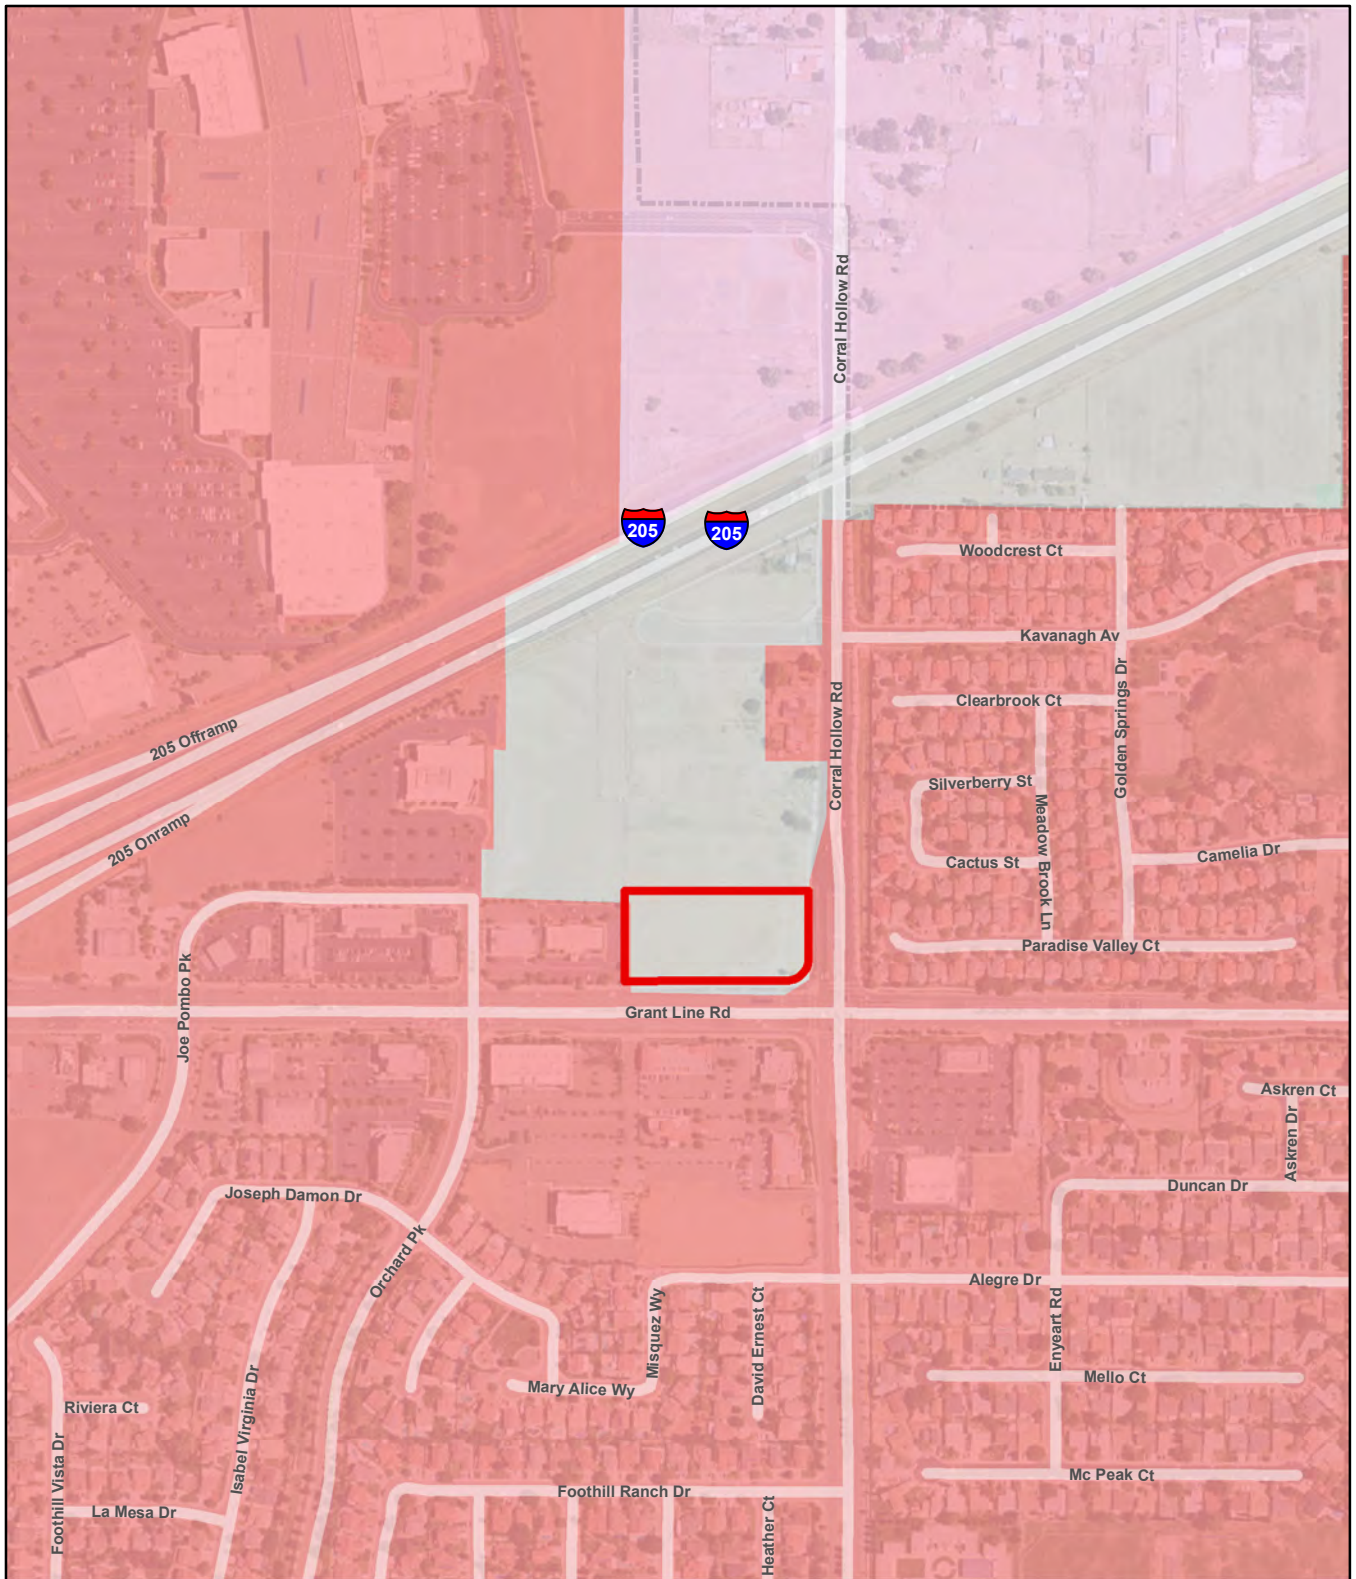 Corral Hollow Rd
205
205
Woodcrest Ct
Kavanagh Av
Clearbrook Ct
Golden Springs Dr
Corral Hollow Rd
205 Offramp
Silverberry St
Meadow Brook Ln
205 Onramp
Camelia Dr
Cactus St
Paradise Valley Ct
Joe Pombo Pk
Grant Line Rd
Askren Ct
Askren Dr
Duncan Dr
Joseph Damon Dr
Orchard Pk
Alegre Dr
Misquez Wy
David Ernest Ct
Enyeart Rd
Mello Ct
Mary Alice Wy
Riviera Ct
Isabel Virginia Dr
Foothill Vista Dr
Mc Peak Ct
Foothill Ranch Dr
La Mesa Dr
Heather Ct